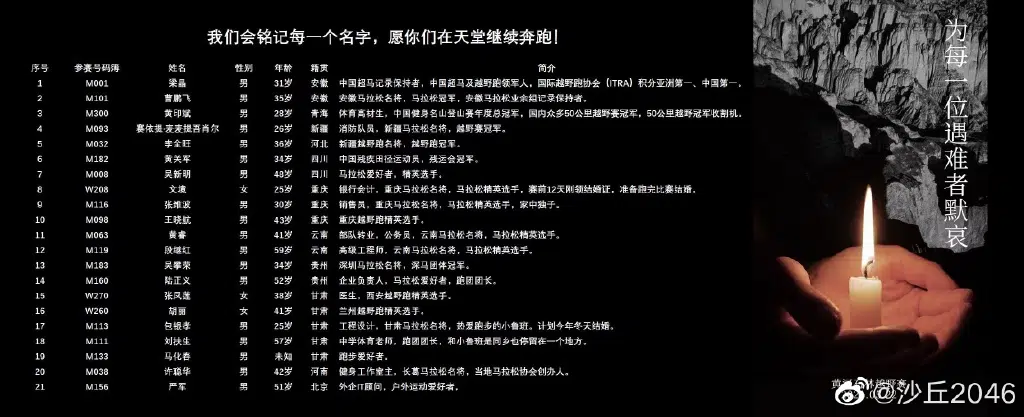 我们会铭记每一个名字，愿你们在天堂继续奔跑！
序号 参赛号码簿 姓名 性别 年龄 籍贯 简介
1 M001 梁晶 男 31岁 安徽 中国超马记录保持者，中国超马及越野跑领军人，国际越野跑协会（ITRA）积分亚洲第一、中国第一。
2 M101 曹鹏飞 男 35岁 安徽 安徽马拉松名将，马拉松冠军，安徽马拉松业余组记录保持者。
3 M300 黄印斌 男 28岁 青海 体育高材生，中国健身名山登山赛年度总冠军，国内众多50公里越野赛冠军，50公里越野冠军收割机。
4 M093 赛依提·麦麦提吾肖尔 男 26岁 新疆 消防队员，新疆马拉松名将，越野赛冠军。
5 M032 李全旺 男 36岁 河北 新疆越野跑名将，越野跑冠军。
6 M182 黄关军 男 34岁 四川 中国残疾田径运动员，残运会冠军。
7 M008 吴新明 男 48岁 四川 马拉松爱好者，精英选手。
8 W208 文境 女 25岁 重庆 银行会计，重庆马拉松名将，马拉松精英选手，赛前12天刚领结婚证，准备跑完比赛结婚。
9 M116 张维波 男 30岁 重庆 销售员，重庆马拉松名将，马拉松精英选手，家中独子。
10 M098 王晓航 男 43岁 重庆 重庆越野跑精英选手。
11 M063 黄睿 男 41岁 云南 部队转业，公务员，云南马拉松名将，马拉松精英选手。
12 M119 段继红 男 59岁 云南 高级工程师，云南马拉松名将，马拉松精英选手。
13 M183 吴攀荣 男 34岁 贵州 深圳马拉松名将，深马团体冠军。
14 M160 陆正义 男 52岁 贵州 企业负责人，马拉松爱好者，跑团团长。
15 W270 张凤莲 女 38岁 甘肃 医生，西安越野跑精英选手。
16 W260 胡丽 女 41岁 甘肃 兰州越野跑精英选手。
17 M113 包银孝 男 25岁 甘肃 工程设计，甘肃马拉松名将，热爱跑步的小鲁班。计划今年冬天结婚。
18 M111 刘扶生 男 57岁 甘肃 中学体育老师，跑团团长，和小鲁班是同乡也停留在一个地方。
19 M133 马化春 男 未知 甘肃 跑步爱好者。
20 M038 许聪华 男 42岁 河南 健身工作室主，长葛马拉松名将，当地马拉松协会创办人。
21 M156 严军 男 51岁 北京 外企IT顾问，户外运动爱好者。
为每一位遇难者默哀
@沙丘2046